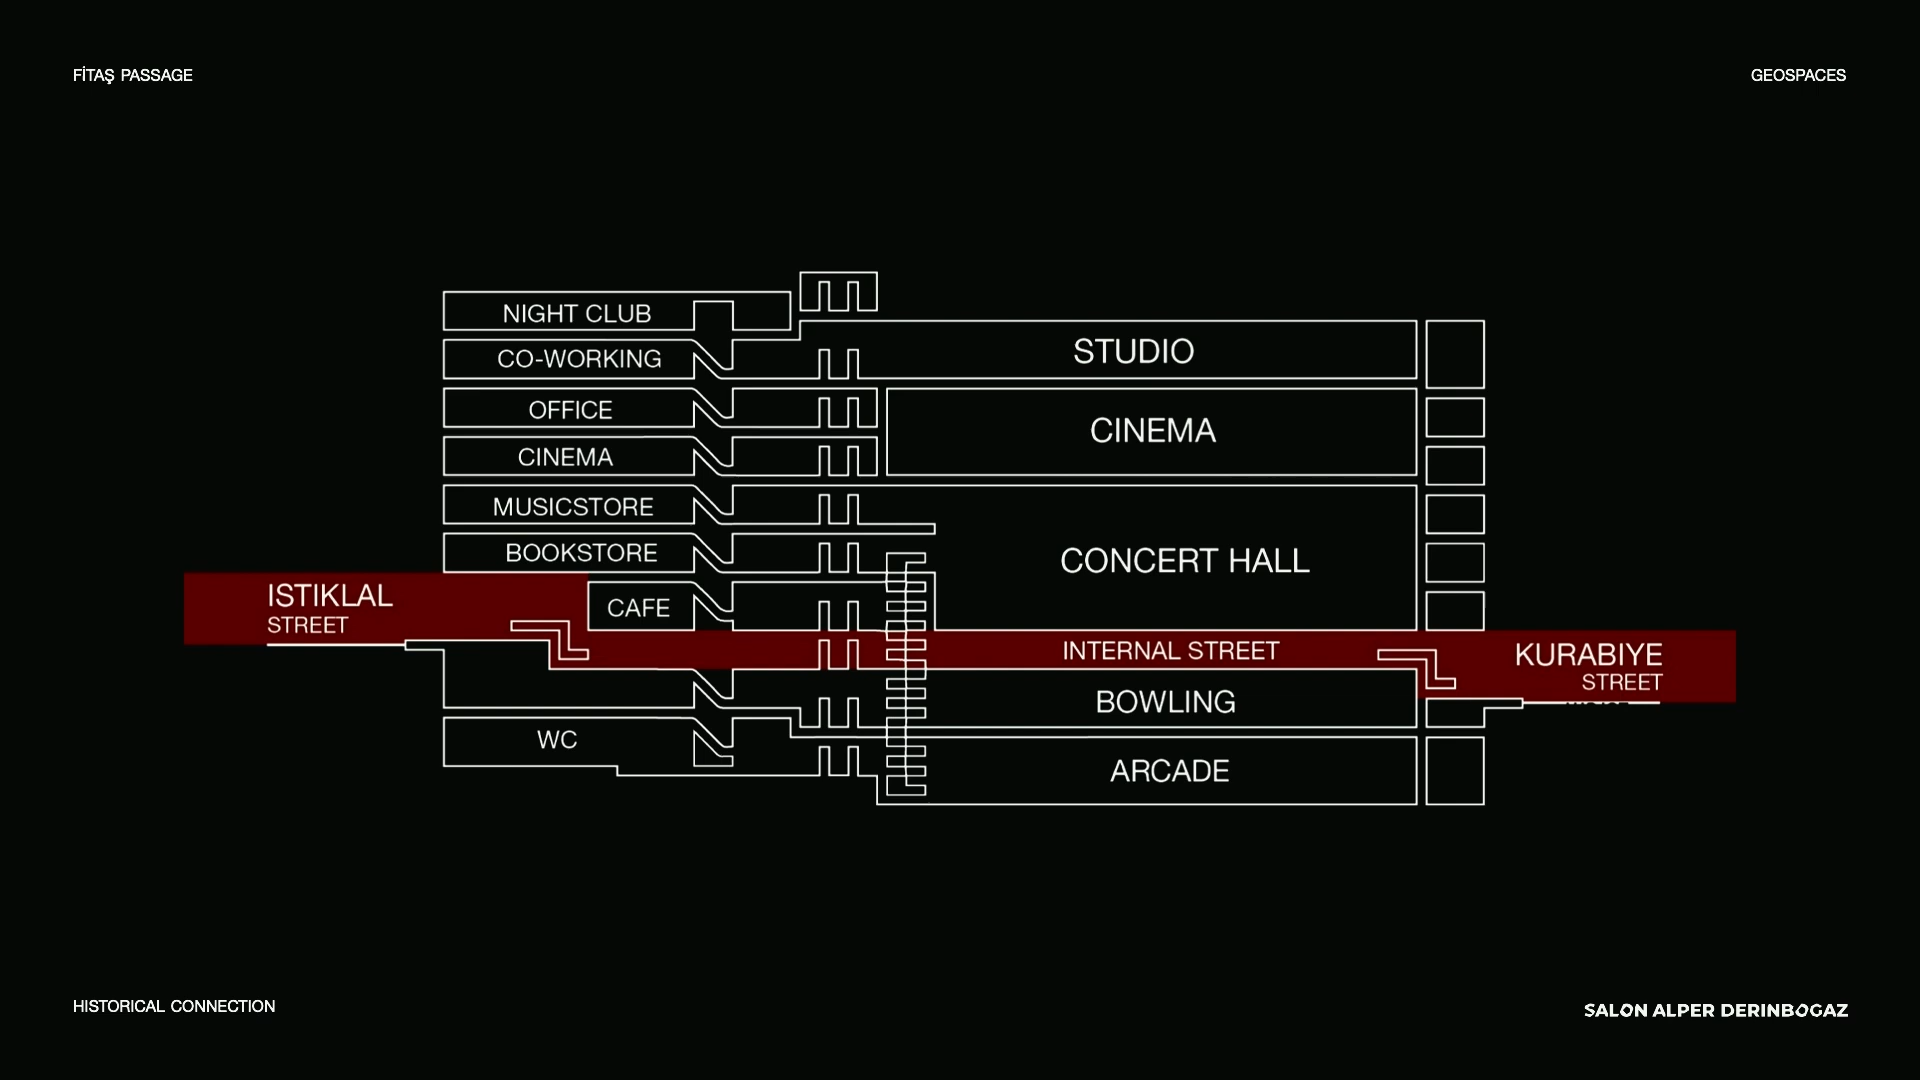 FİTAŞ PASSAGE
GEOSPACES
NIGHT CLUB
CO-WORKING
OFFICE
CINEMA
MUSICSTORE
BOOKSTORE
CAFE
WC
STUDIO
CINEMA
CONCERT HALL
ISTIKLAL
STREET
INTERNAL STREET
KURABIYE
STREET
BOWLING
ARCADE
HISTORICAL CONNECTION
SALON ALPER DERINBOGAZ